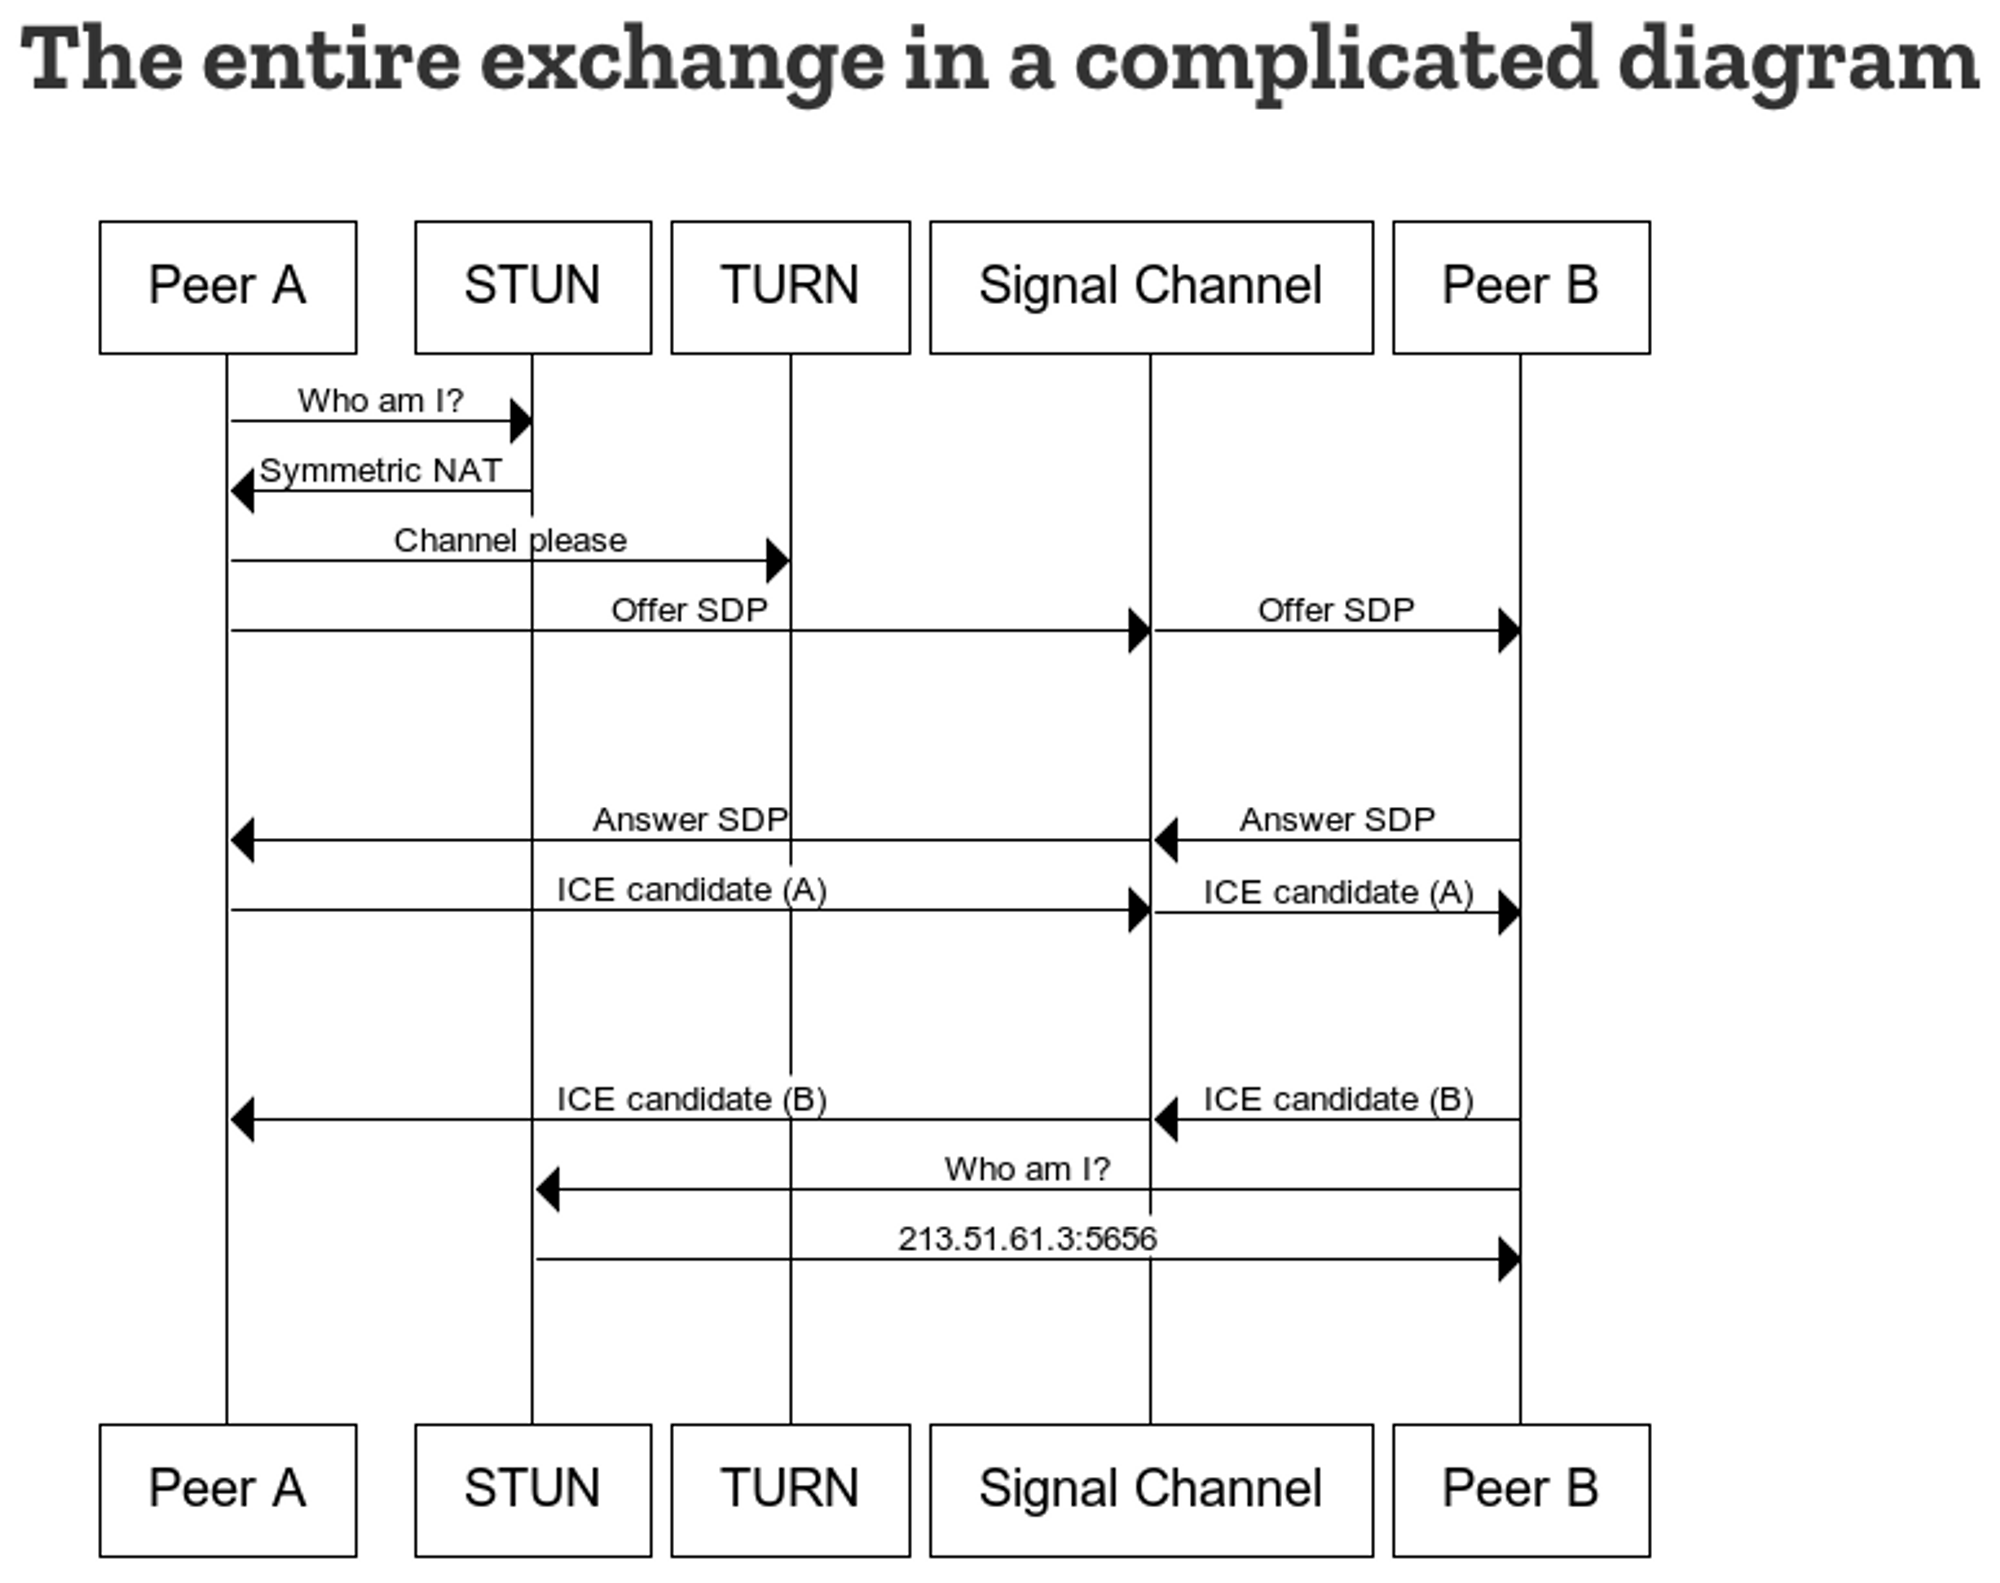 The entire exchange in a complicated diagram
Peer A
STUN
TURN
Signal Channel
Peer B
Who am I?
Symmetric NAT
Channel please
Offer SDP
Offer SDP
Answer SDP
Answer SDP
ICE candidate (A)
ICE candidate (A)
ICE candidate (B)
ICE candidate (B)
Who am I?
213.51.61.3:5656
Peer A
STUN
TURN
Signal Channel
Peer B